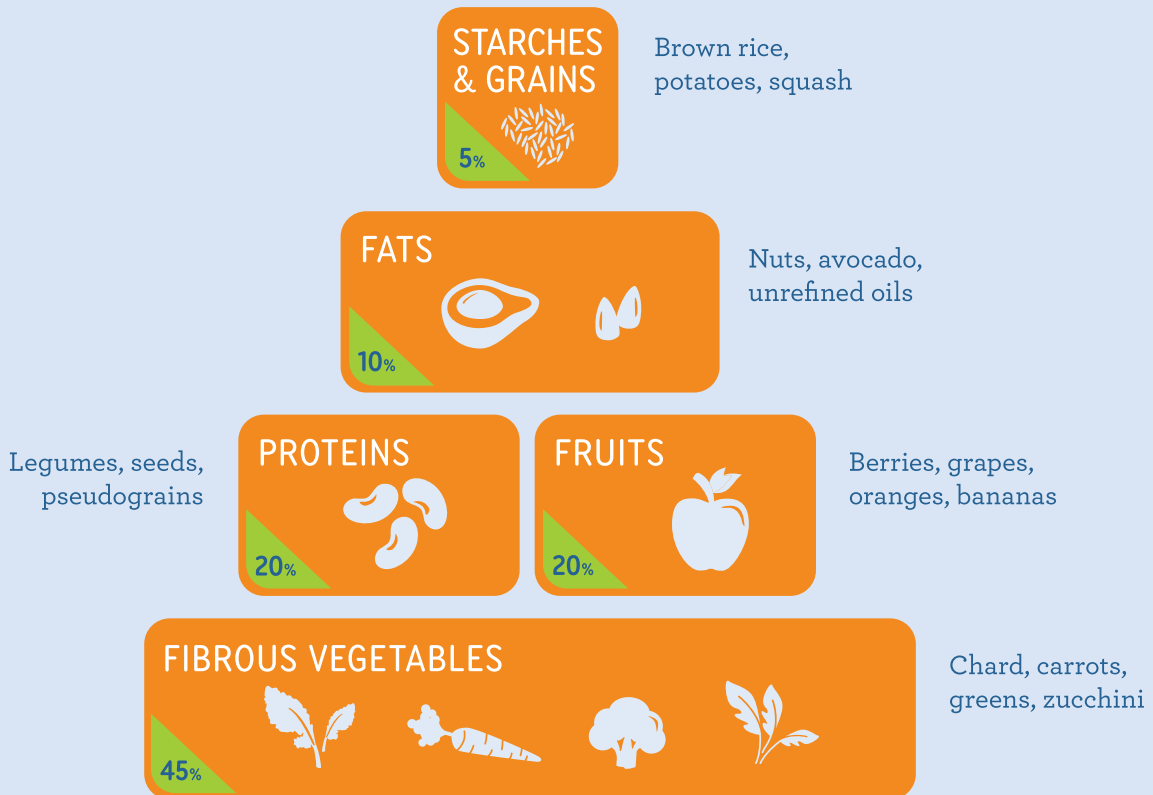 STARCHES
& GRAINS
5%
Brown rice,
potatoes, squash
FATS
10%
Nuts, avocado,
unrefined oils
Legumes, seeds,
pseudograins
PROTEINS
20%
FRUITS
20%
Berries, grapes,
oranges, bananas
FIBROUS VEGETABLES
45%
Chard, carrots,
greens, zucchini